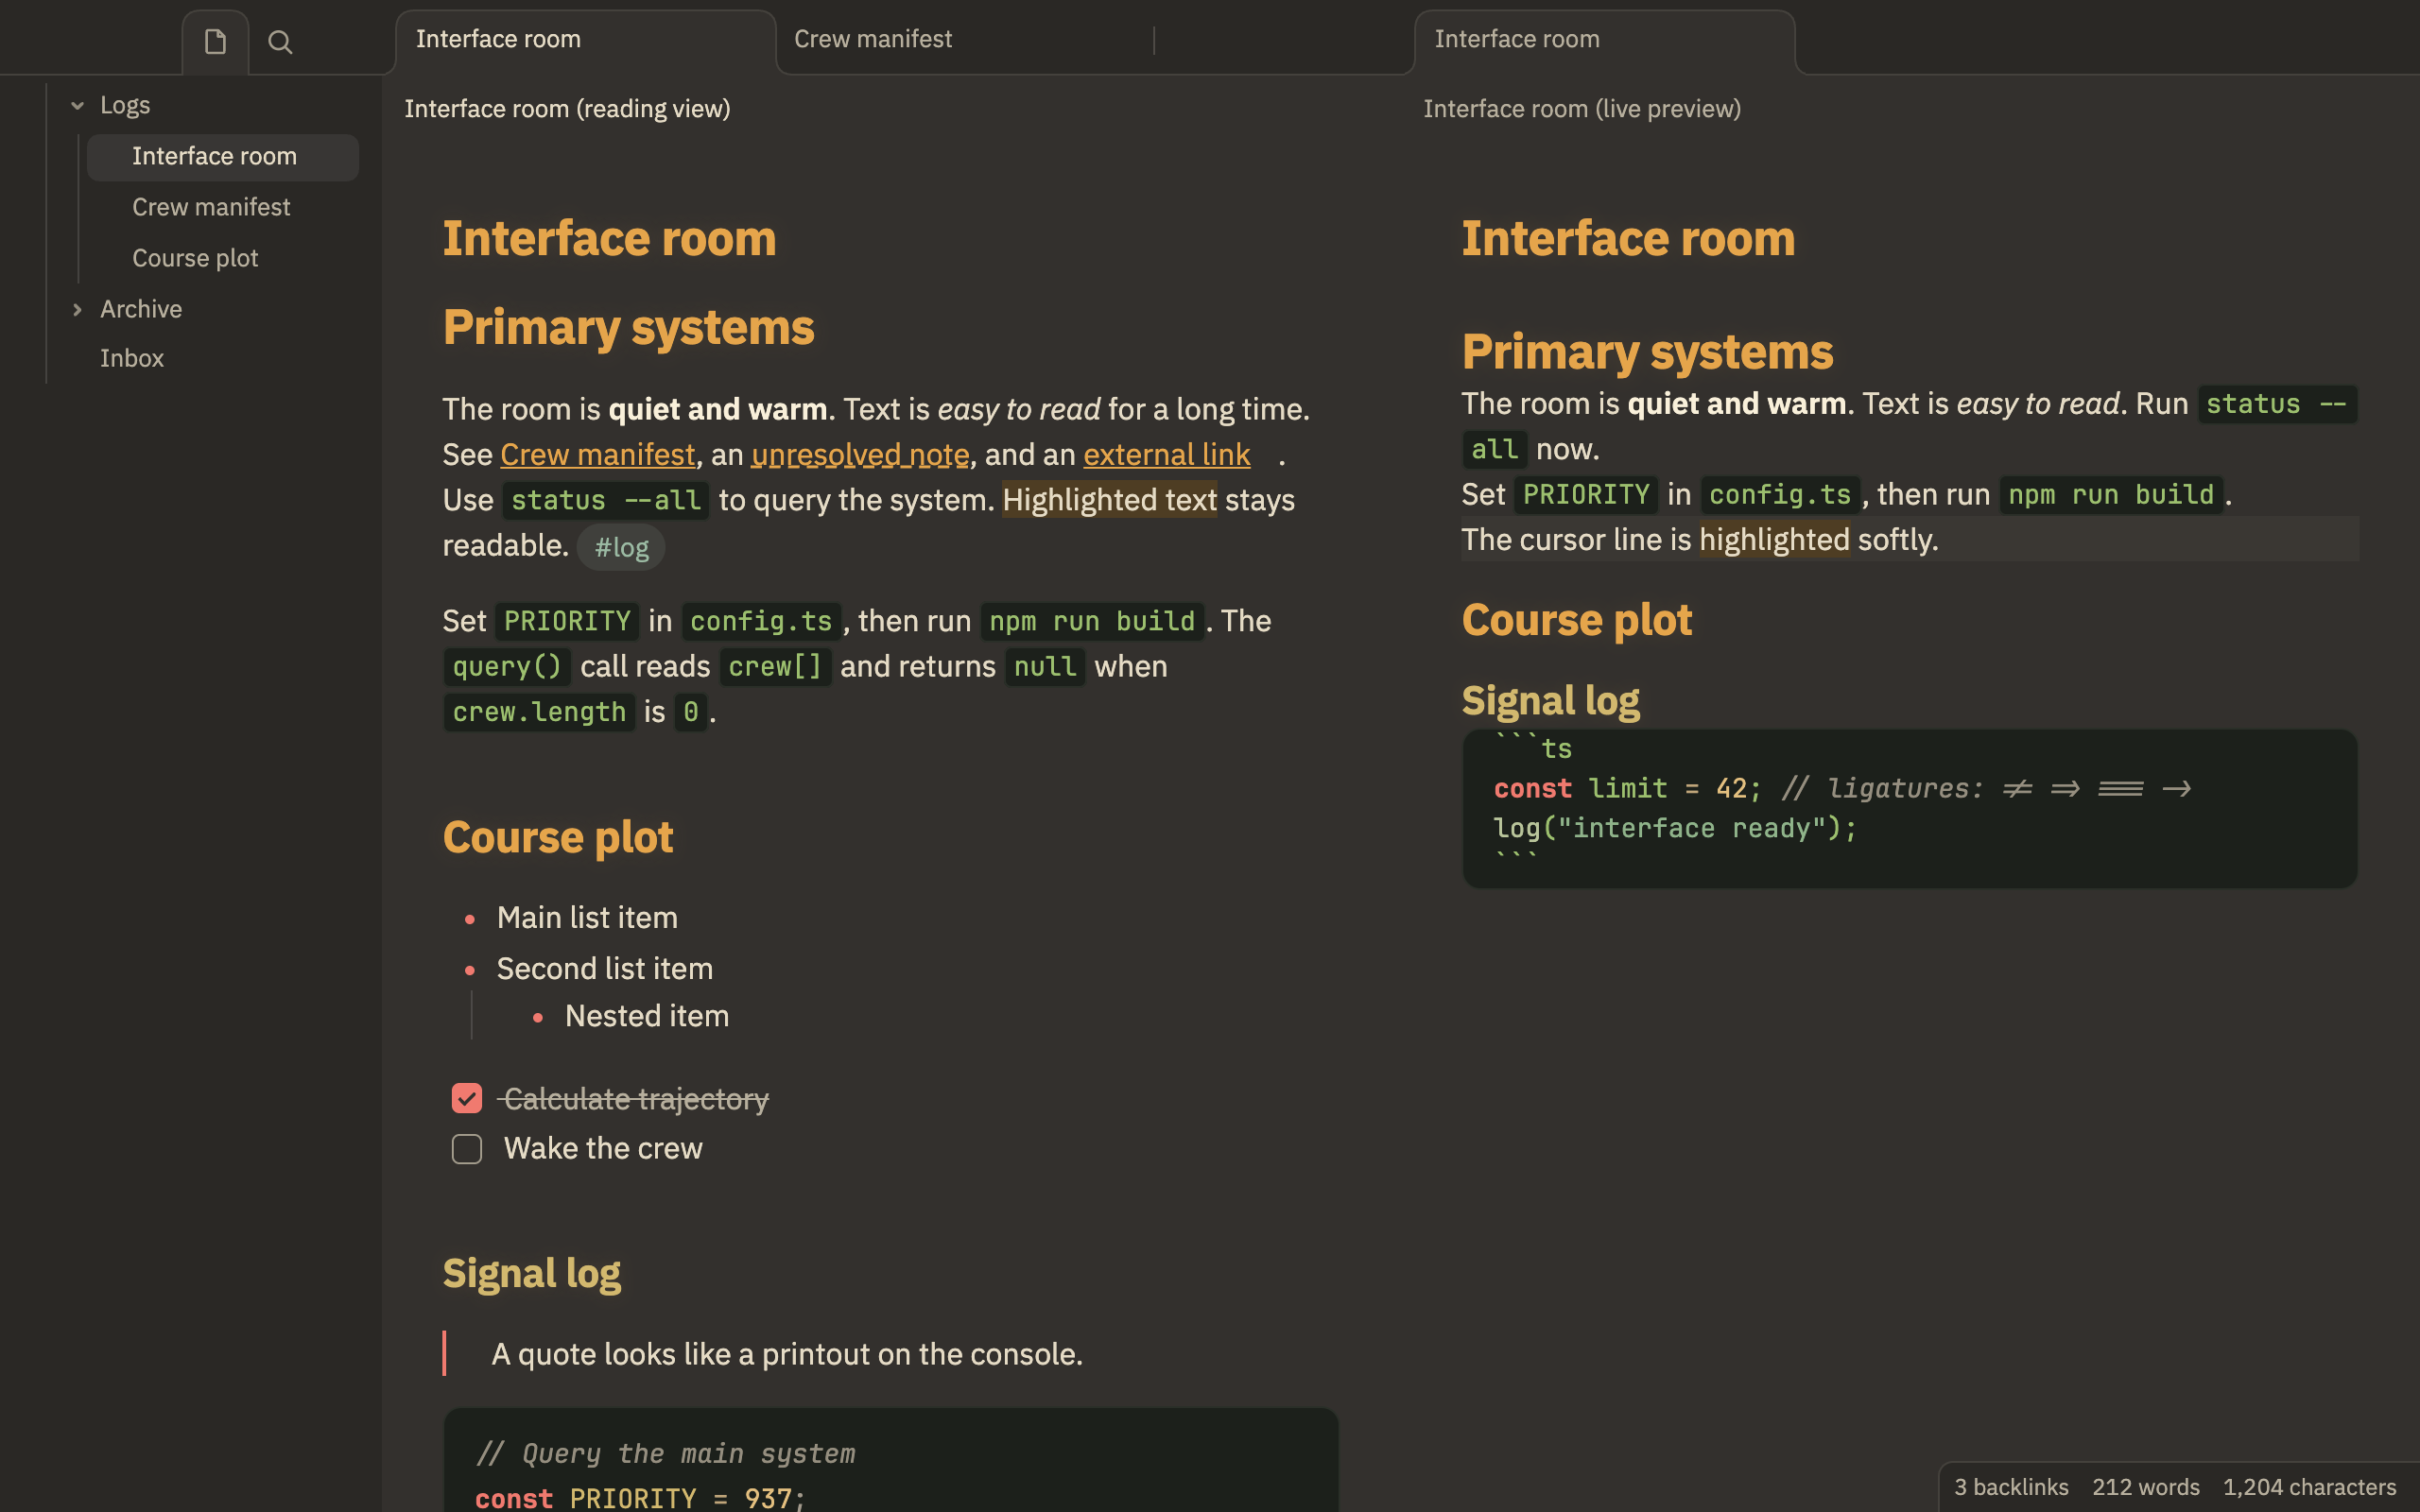 Interface room
Crew manifest
Interface room
Logs
Interface room
Crew manifest
Course plot
Archive
Inbox
Interface room (reading view)
Interface room
Primary systems
The room is quiet and warm. Text is easy to read for a long time.
See Crew manifest, an unresolved note, and an external link .
Use status --all to query the system. Highlighted text stays
readable. #log
Set PRIORITY in config.ts, then run npm run build. The
query() call reads crew[] and returns null when
crew.length is 0.
Course plot
• Main list item
• Second list item
• Nested item
Calculate trajectory
Wake the crew
Signal log
A quote looks like a printout on the console.
// Query the main system
const PRIORITY = 937;
Interface room (live preview)
Interface room
Primary systems
The room is quiet and warm. Text is easy to read. Run status --
all now.
Set PRIORITY in config.ts, then run npm run build.
The cursor line is highlighted softly.
Course plot
Signal log
```ts
const limit = 42; // ligatures: != => === ->
log("interface ready");
```
3 backlinks 212 words 1,204 characters